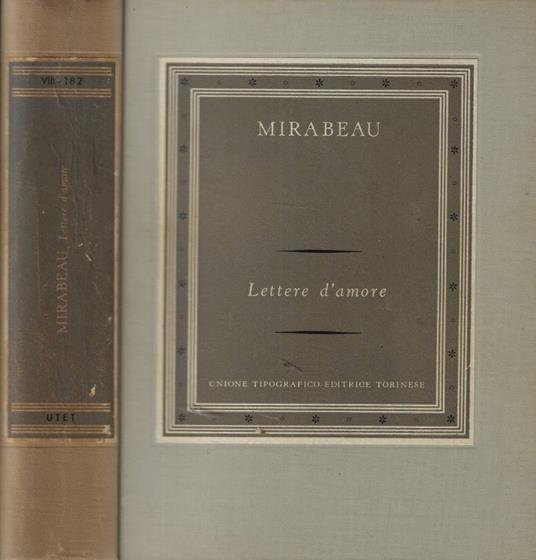 VIII - 182
MIRABEAU Lettere d'amore
UTET
MIRABEAU
Lettere d'amore
UNIONE TIPOGRAFICO-EDITRICE TORINESE